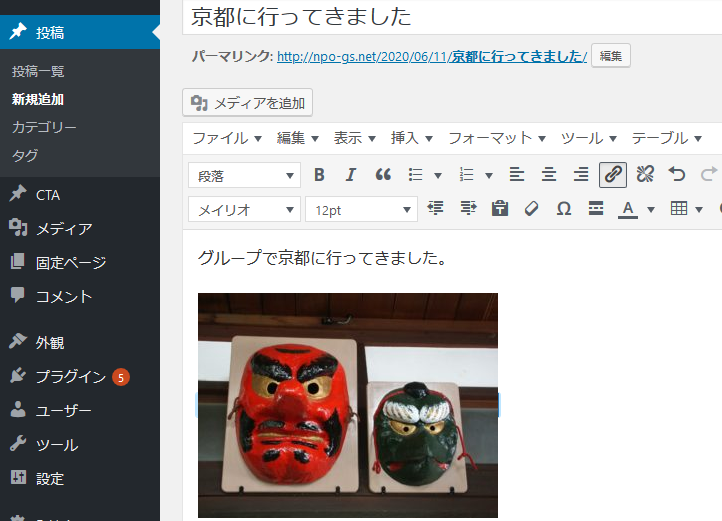 投稿
投稿一覧
新規追加
カテゴリー
タグ
CTA
メディア
固定ページ
コメント
外観
プラグイン 5
ユーザー
ツール
設定
京都に行ってきました
パーマリンク: http://npo-gs.net/2020/06/11/京都に行ってきました/ 編集
メディアを追加
ファイル 編集 表示 挿入 フォーマット ツール テーブル
段落 B I
メイリオ 12pt Ω A
グループで京都に行ってきました。